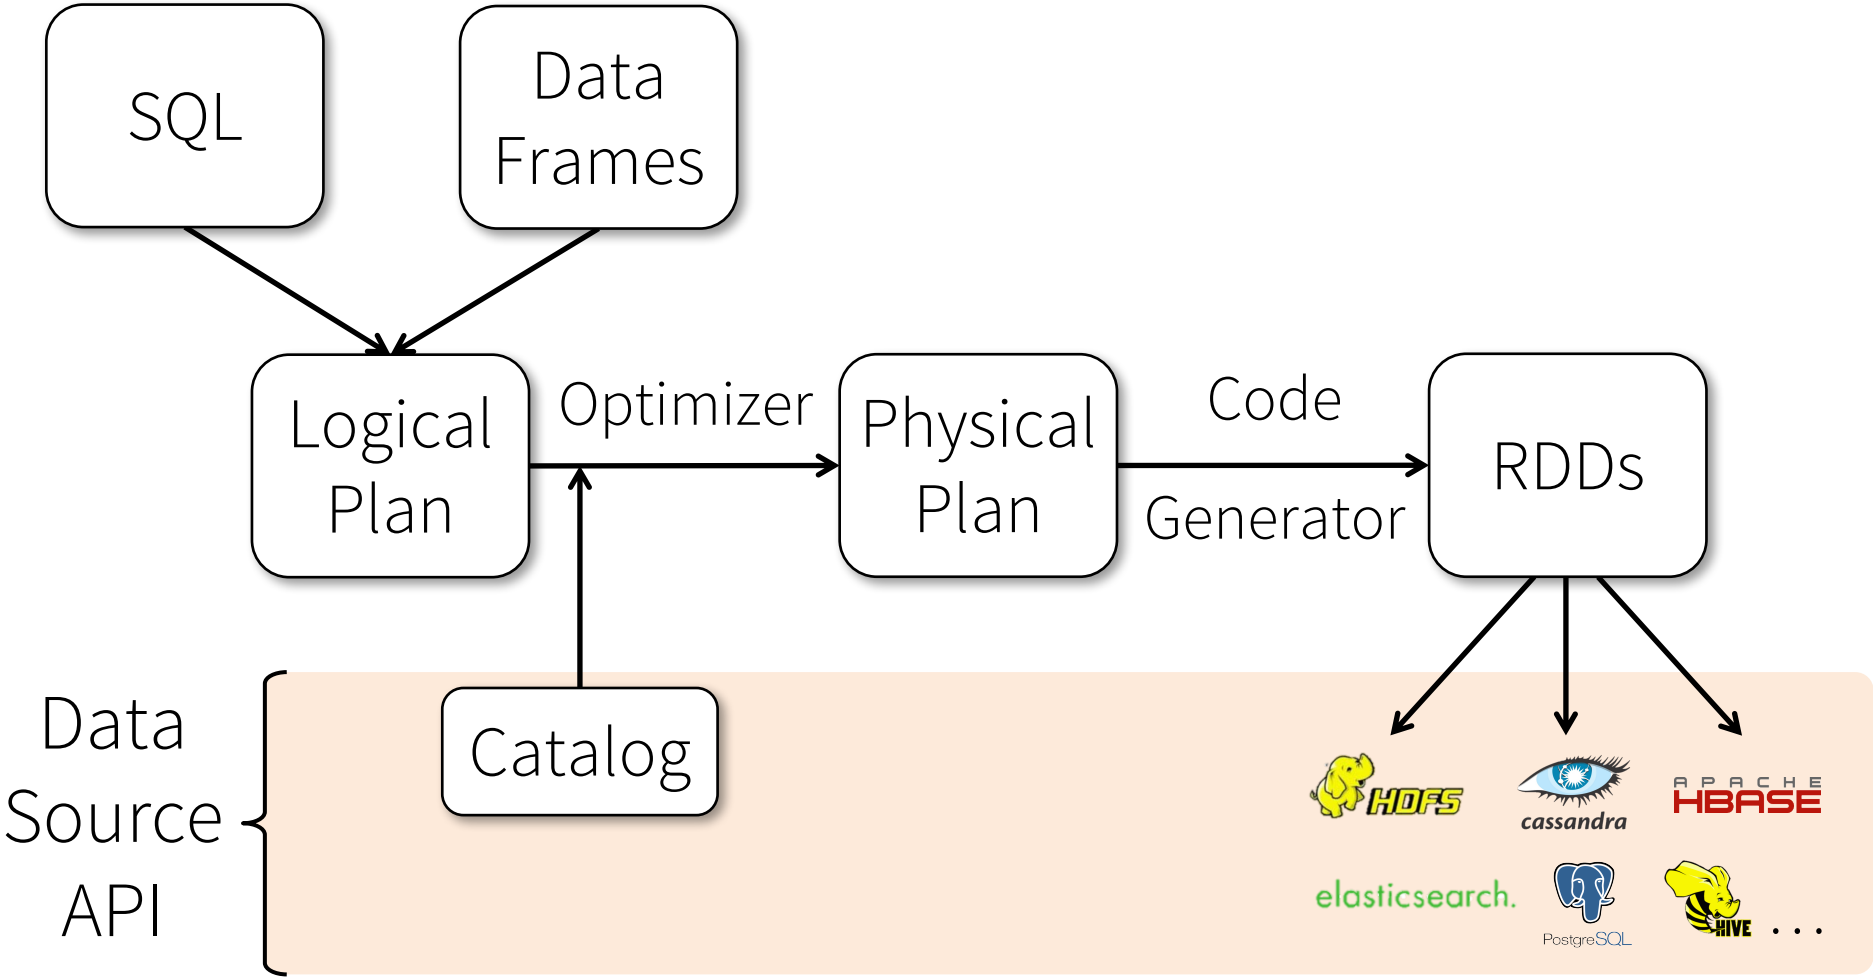 SQL
Data
Frames
Logical
Plan
Optimizer
Physical
Plan
Code
Generator
RDDs
Data
Source
API
Catalog
HDFS
cassandra
APACHE
HBASE
elasticsearch.
PostgreSQL
HIVE
...